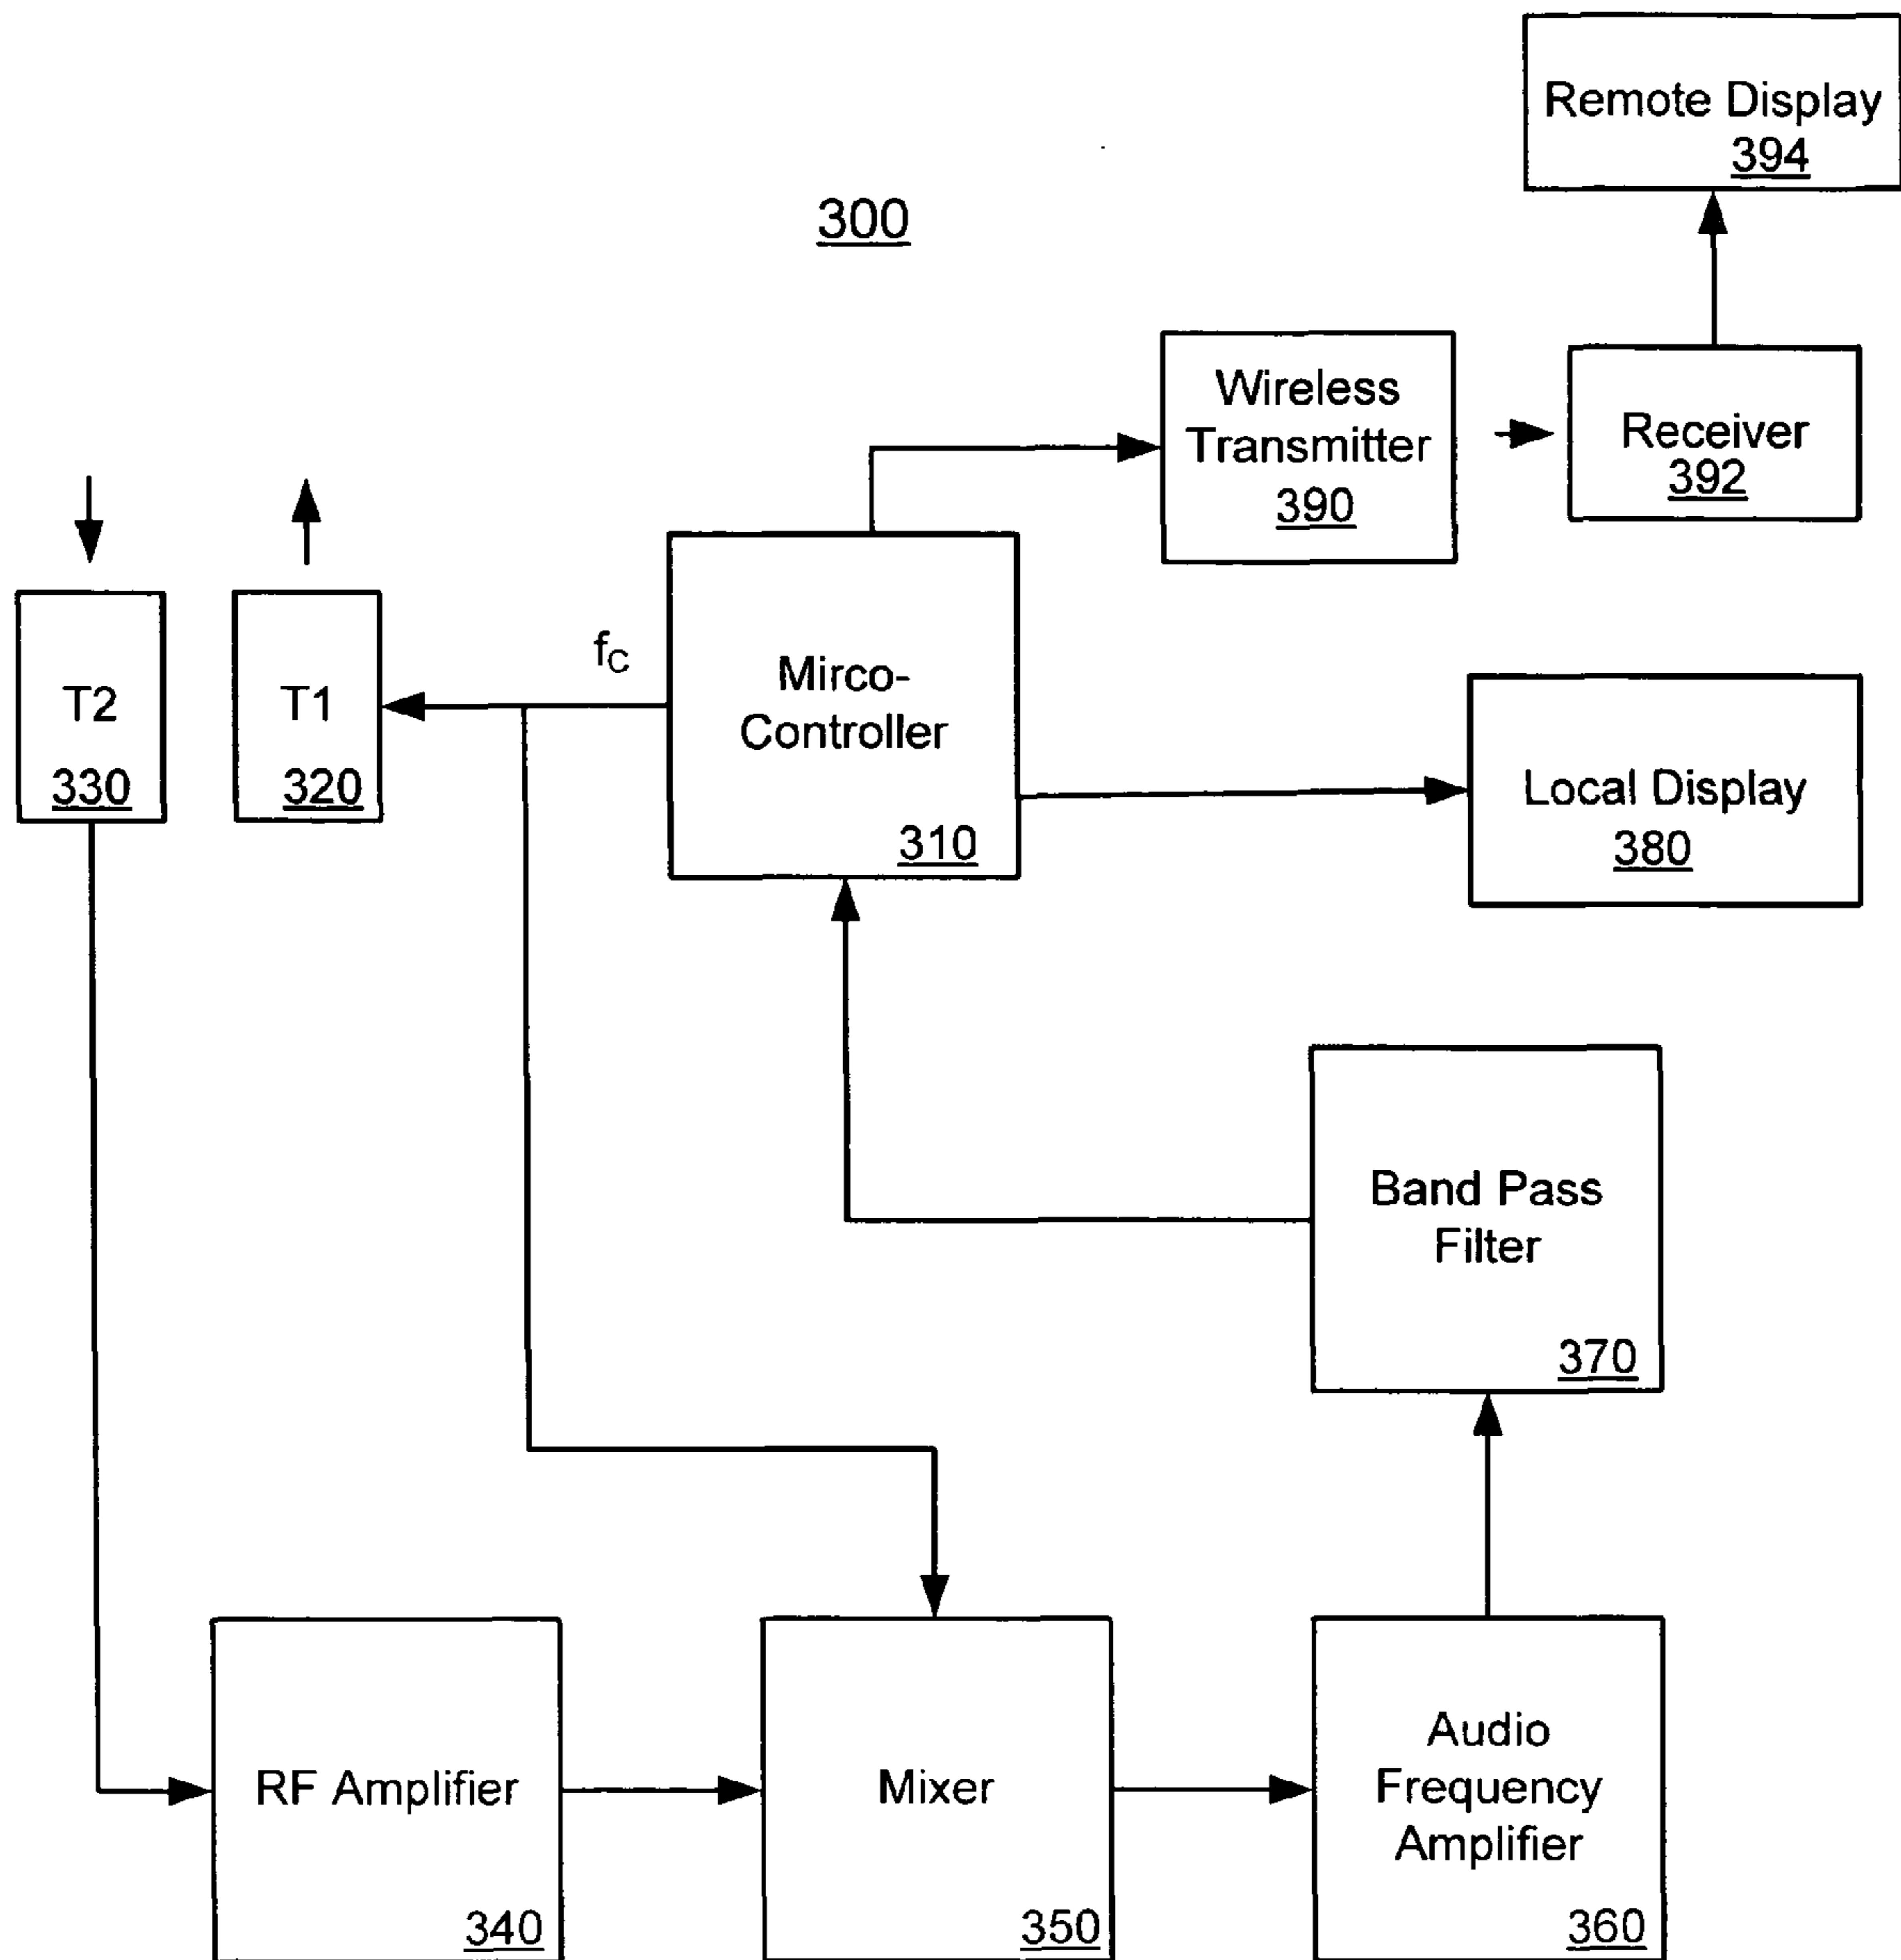 Remote Display
394
300
Wireless
Transmitter
390
Receiver
392
T2
330
T1
320
fC
Mirco-
Controller
310
Local Display
380
Band Pass
Filter
370
RF Amplifier
340
Mixer
350
Audio
Frequency
Amplifier
360